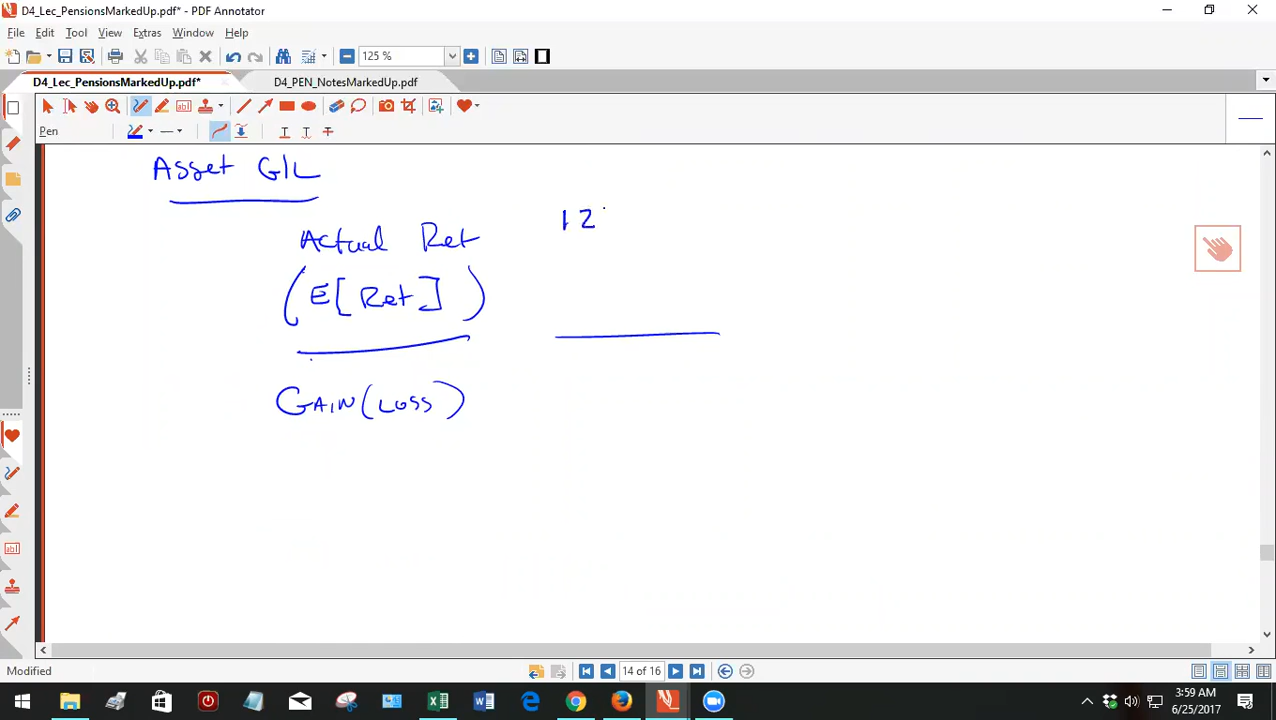 D4_Lec_PensionsMarkedUp.pdf* - PDF Annotator
File Edit Tool View Extras Window Help
125 %
D4_Lec_PensionsMarkedUp.pdf* D4_PEN_NotesMarkedUp.pdf
Pen
Asset G/L
Actual Ret 12
(E[Ret])
GAIN(LOSS)
Modified 14 of 16
3:59 AM
6/25/2017